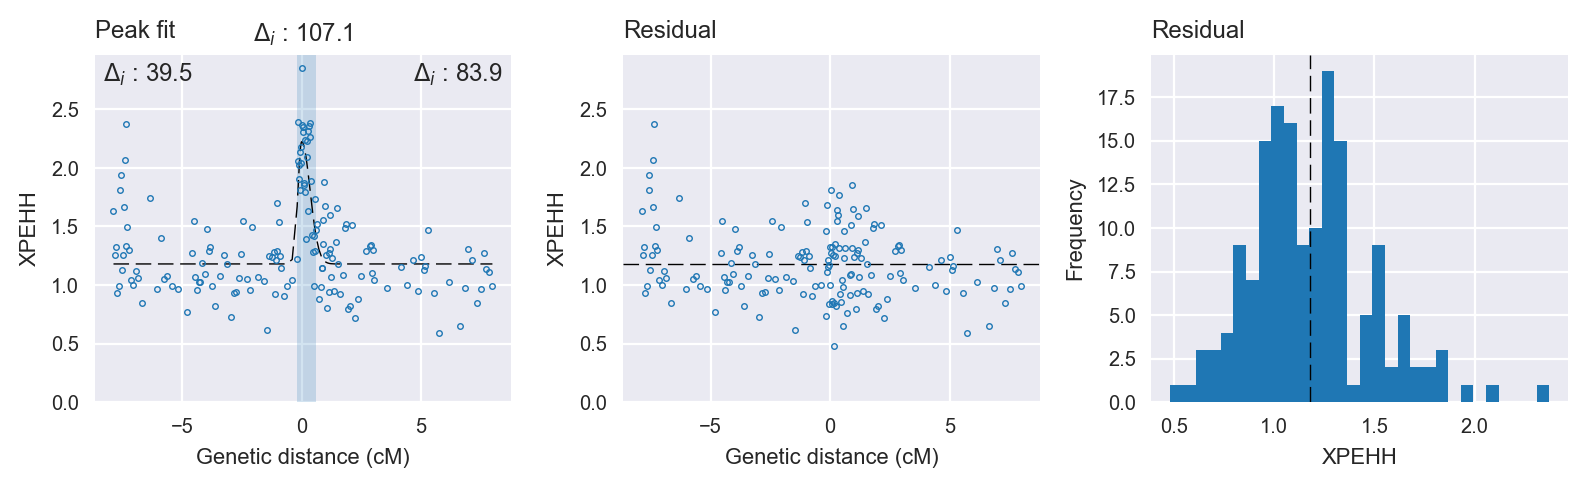 Peak fit
Δi : 107.1
Δi : 39.5
Δi : 83.9
2.5
2.0
1.5
1.0
0.5
0.0
XPEHH
−5
0
5
Genetic distance (cM)
Residual
2.5
2.0
1.5
1.0
0.5
0.0
XPEHH
−5
0
5
Genetic distance (cM)
Residual
17.5
15.0
12.5
10.0
7.5
5.0
2.5
0.0
Frequency
0.5
1.0
1.5
2.0
XPEHH